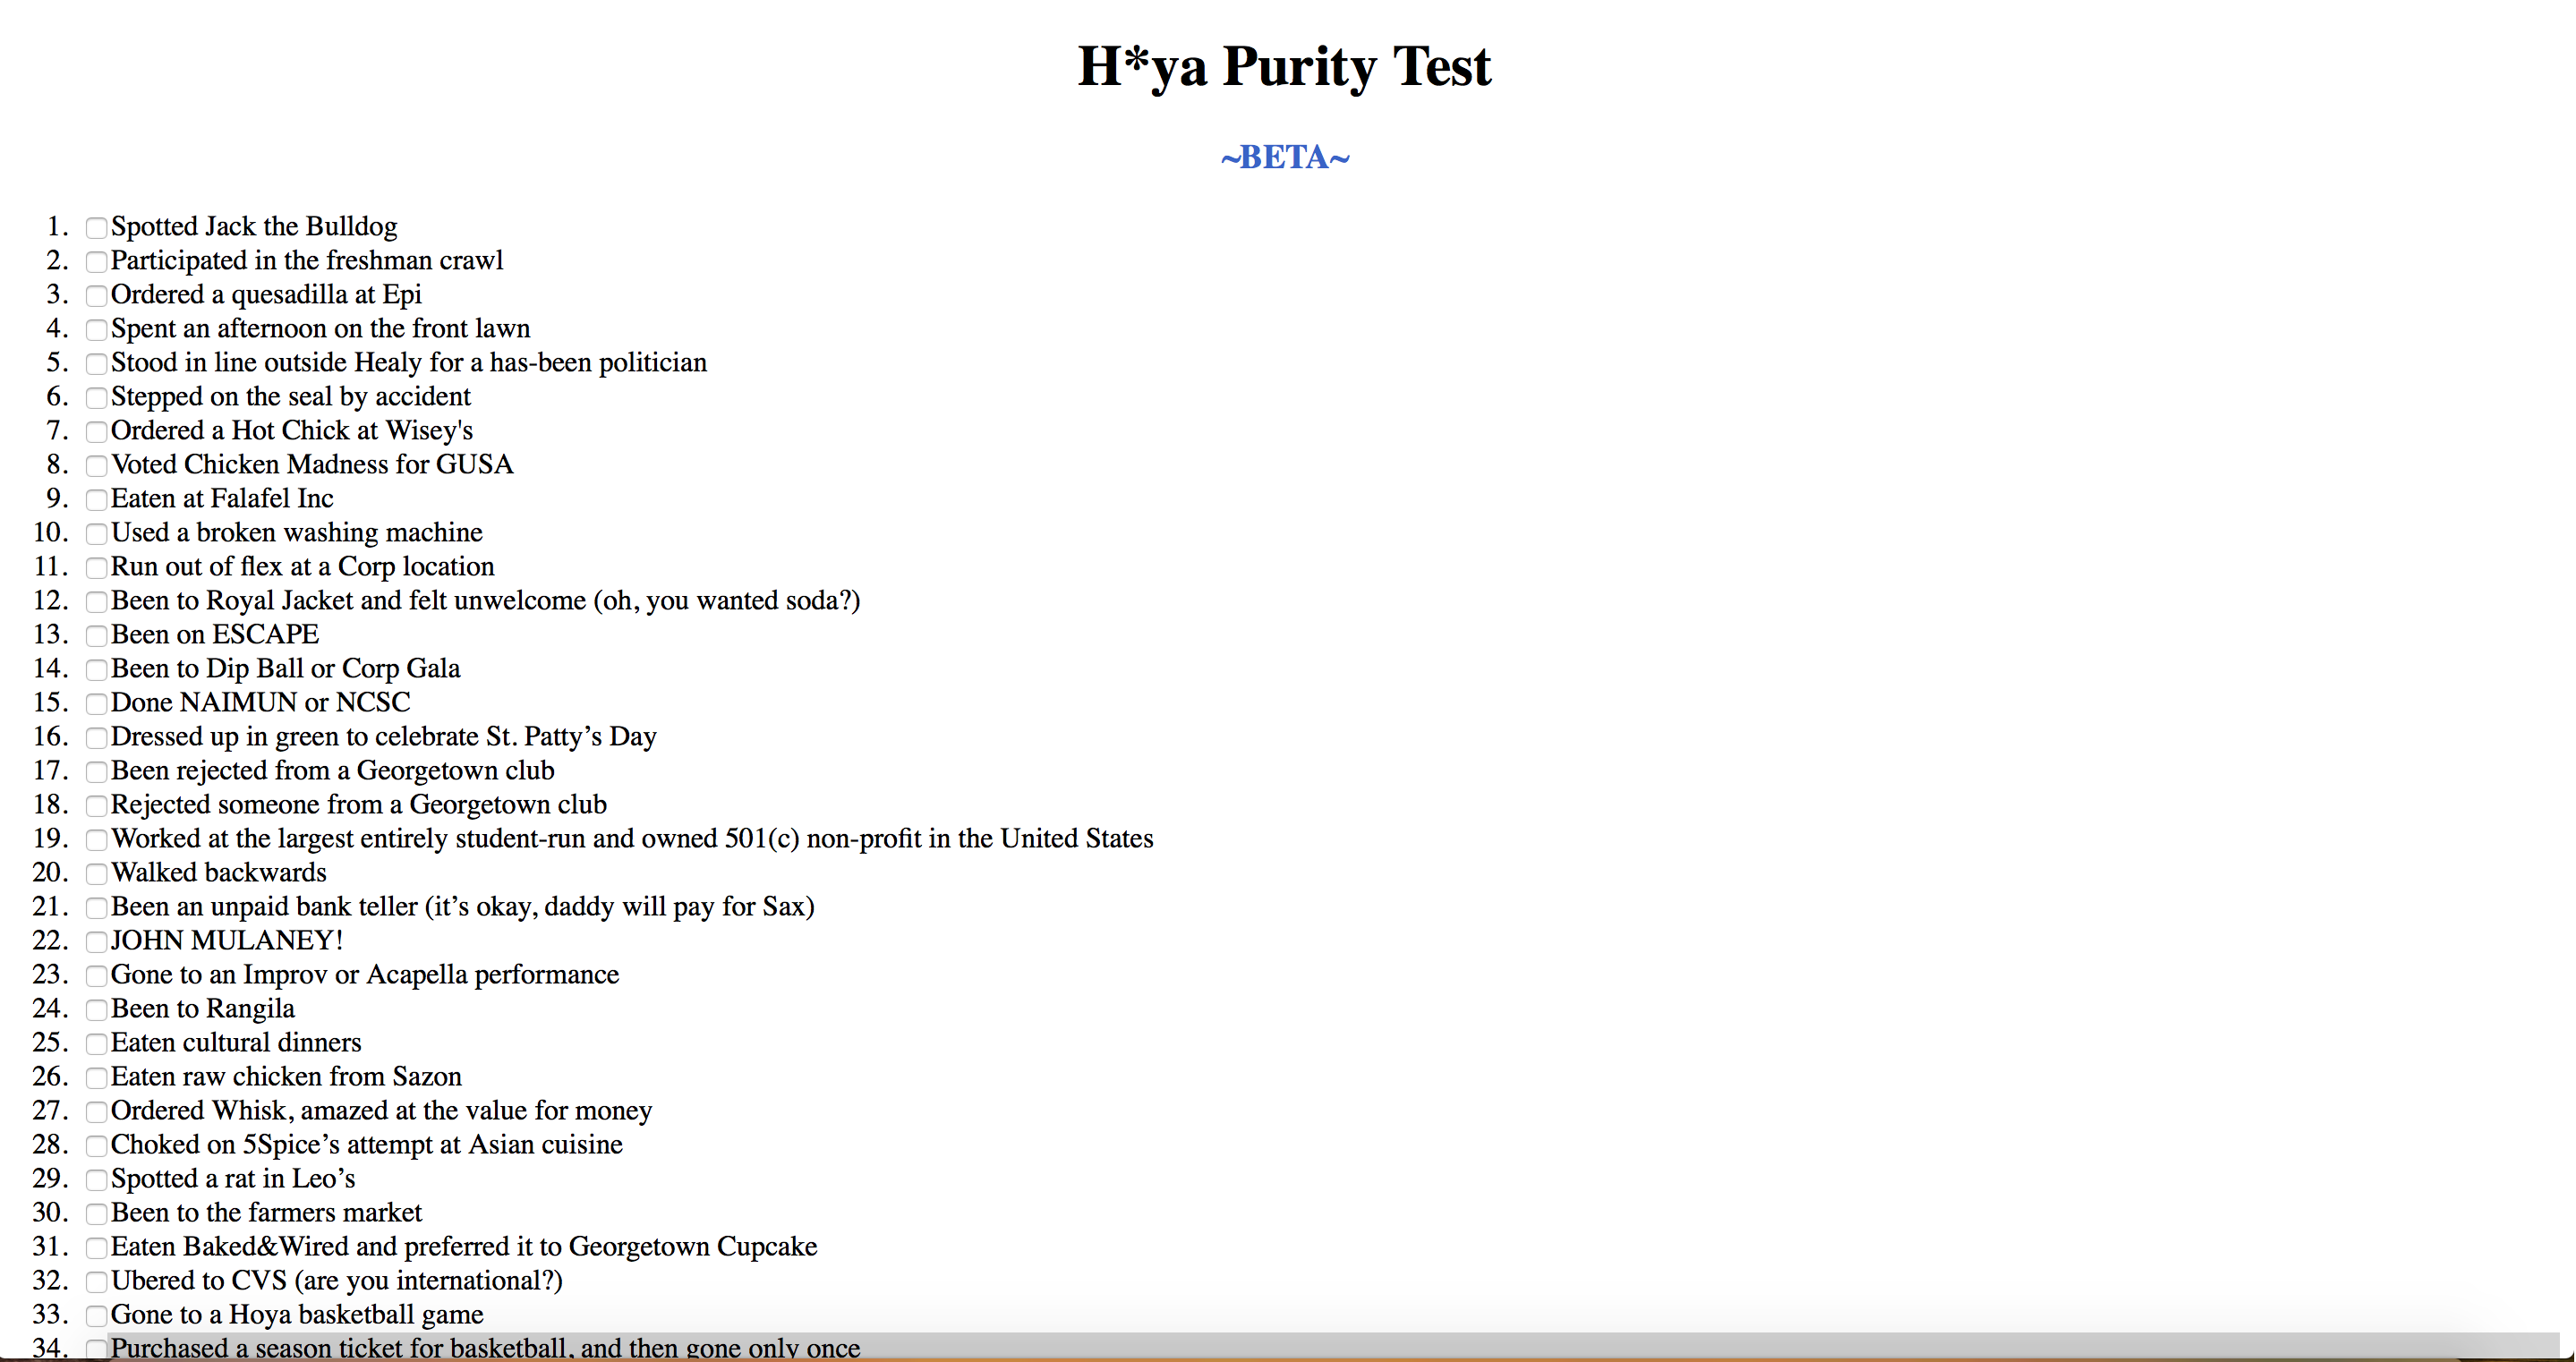 H*ya Purity Test
~BETA~
1. Spotted Jack the Bulldog
2. Participated in the freshman crawl
3. Ordered a quesadilla at Epi
4. Spent an afternoon on the front lawn
5. Stood in line outside Healy for a has-been politician
6. Stepped on the seal by accident
7. Ordered a Hot Chick at Wisey's
8. Voted Chicken Madness for GUSA
9. Eaten at Falafel Inc
10. Used a broken washing machine
11. Run out of flex at a Corp location
12. Been to Royal Jacket and felt unwelcome (oh, you wanted soda?)
13. Been on ESCAPE
14. Been to Dip Ball or Corp Gala
15. Done NAIMUN or NCSC
16. Dressed up in green to celebrate St. Patty’s Day
17. Been rejected from a Georgetown club
18. Rejected someone from a Georgetown club
19. Worked at the largest entirely student-run and owned 501(c) non-profit in the United States
20. Walked backwards
21. Been an unpaid bank teller (it’s okay, daddy will pay for Sax)
22. JOHN MULANEY!
23. Gone to an Improv or Acapella performance
24. Been to Rangila
25. Eaten cultural dinners
26. Eaten raw chicken from Sazon
27. Ordered Whisk, amazed at the value for money
28. Choked on 5Spice’s attempt at Asian cuisine
29. Spotted a rat in Leo’s
30. Been to the farmers market
31. Eaten Baked&Wired and preferred it to Georgetown Cupcake
32. Ubered to CVS (are you international?)
33. Gone to a Hoya basketball game
34. Purchased a season ticket for basketball, and then gone only once